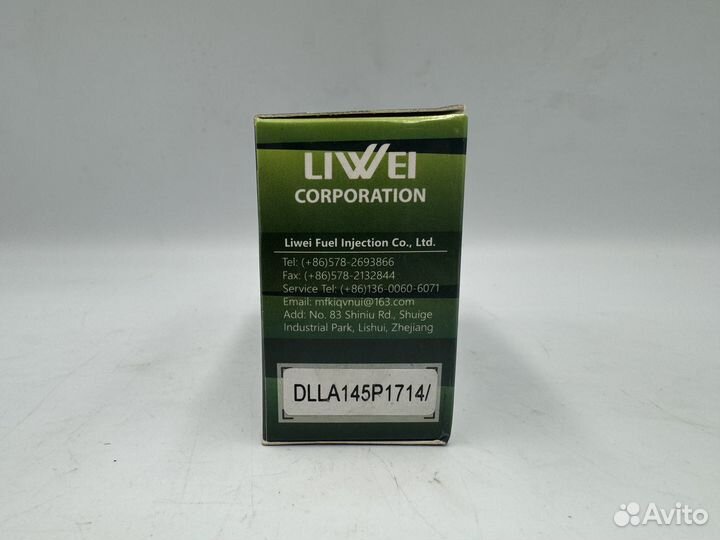 LIWEI
CORPORATION
Liwei Fuel Injection Co., Ltd.
Tel: (+86)578-2693866
Fax: (+86)578-2132844
Service Tel: (+86)136-0060-6071
Email: mfkiqvnui@163.com
Add: No. 83 Shiniu Rd., Shuige
Industrial Park, Lishui, Zhejiang
DLLA145P1714/
Avito